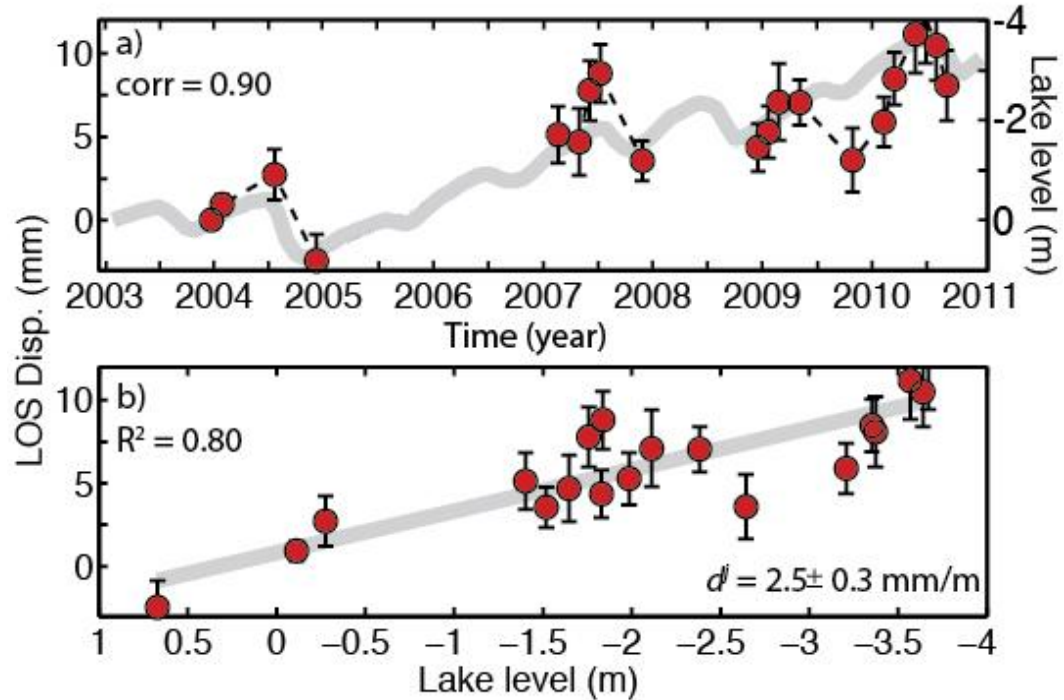 a)
corr = 0.90
10
5
0
-4
-2
0
Lake level (m)
2003 2004 2005 2006 2007 2008 2009 2010 2011
Time (year)
LOS Disp. (mm)
b)
R² = 0.80
10
5
0
dʲ = 2.5± 0.3 mm/m
1 0.5 0 −0.5 −1 −1.5 −2 −2.5 −3 −3.5 −4
Lake level (m)